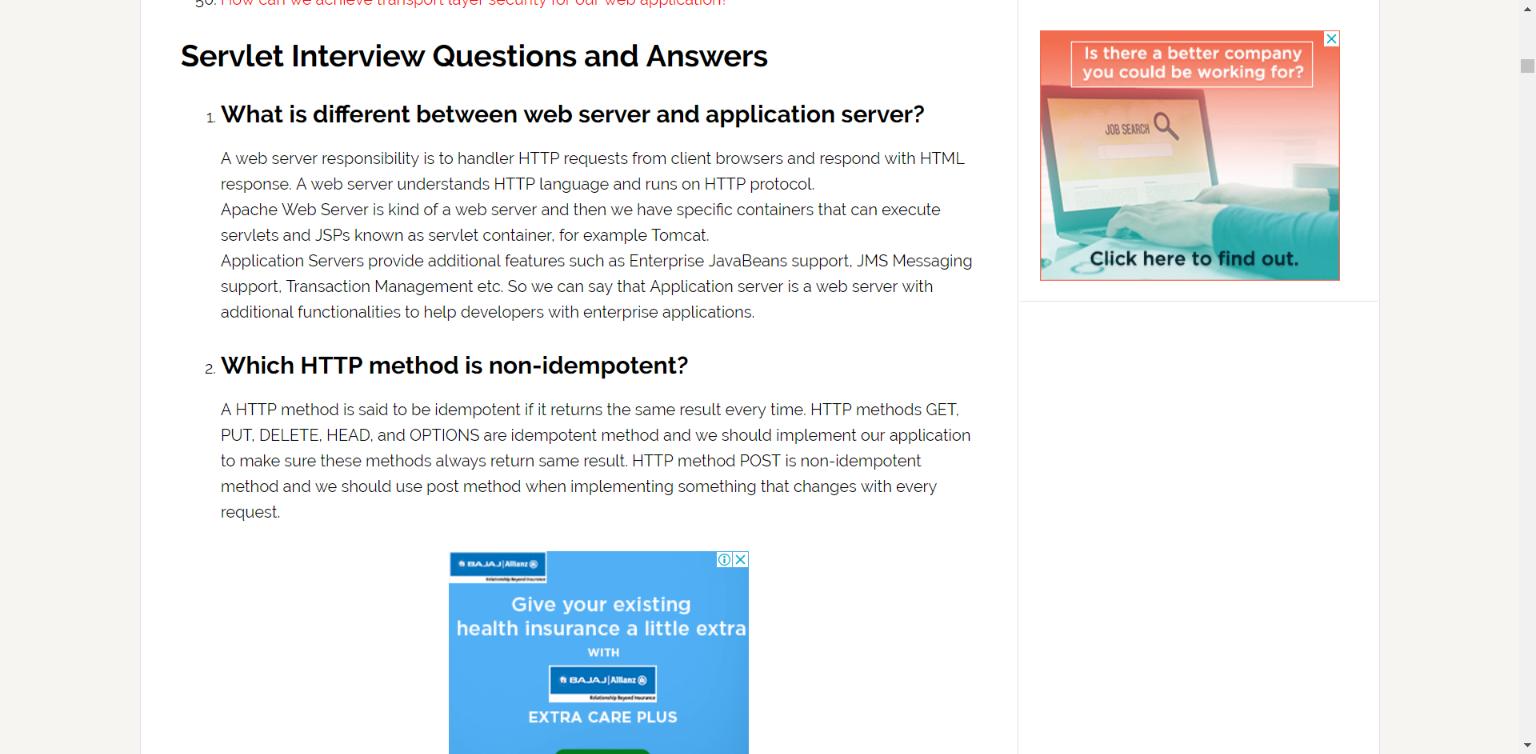 50. How can we achieve transport layer security for our web application?
Servlet Interview Questions and Answers
1. What is different between web server and application server?
A web server responsibility is to handler HTTP requests from client browsers and respond with HTML
response. A web server understands HTTP language and runs on HTTP protocol.
Apache Web Server is kind of a web server and then we have specific containers that can execute
servlets and JSPs known as servlet container, for example Tomcat.
Application Servers provide additional features such as Enterprise JavaBeans support, JMS Messaging
support, Transaction Management etc. So we can say that Application server is a web server with
additional functionalities to help developers with enterprise applications.
2. Which HTTP method is non-idempotent?
A HTTP method is said to be idempotent if it returns the same result every time. HTTP methods GET,
PUT, DELETE, HEAD, and OPTIONS are idempotent method and we should implement our application
to make sure these methods always return same result. HTTP method POST is non-idempotent
method and we should use post method when implementing something that changes with every
request.
BAJAJ | Allianz
Relationship Beyond Insurance
Give your existing
health insurance a little extra
WITH
BAJAJ | Allianz
Relationship Beyond Insurance
EXTRA CARE PLUS
Is there a better company
you could be working for?
JOB SEARCH
Click here to find out.